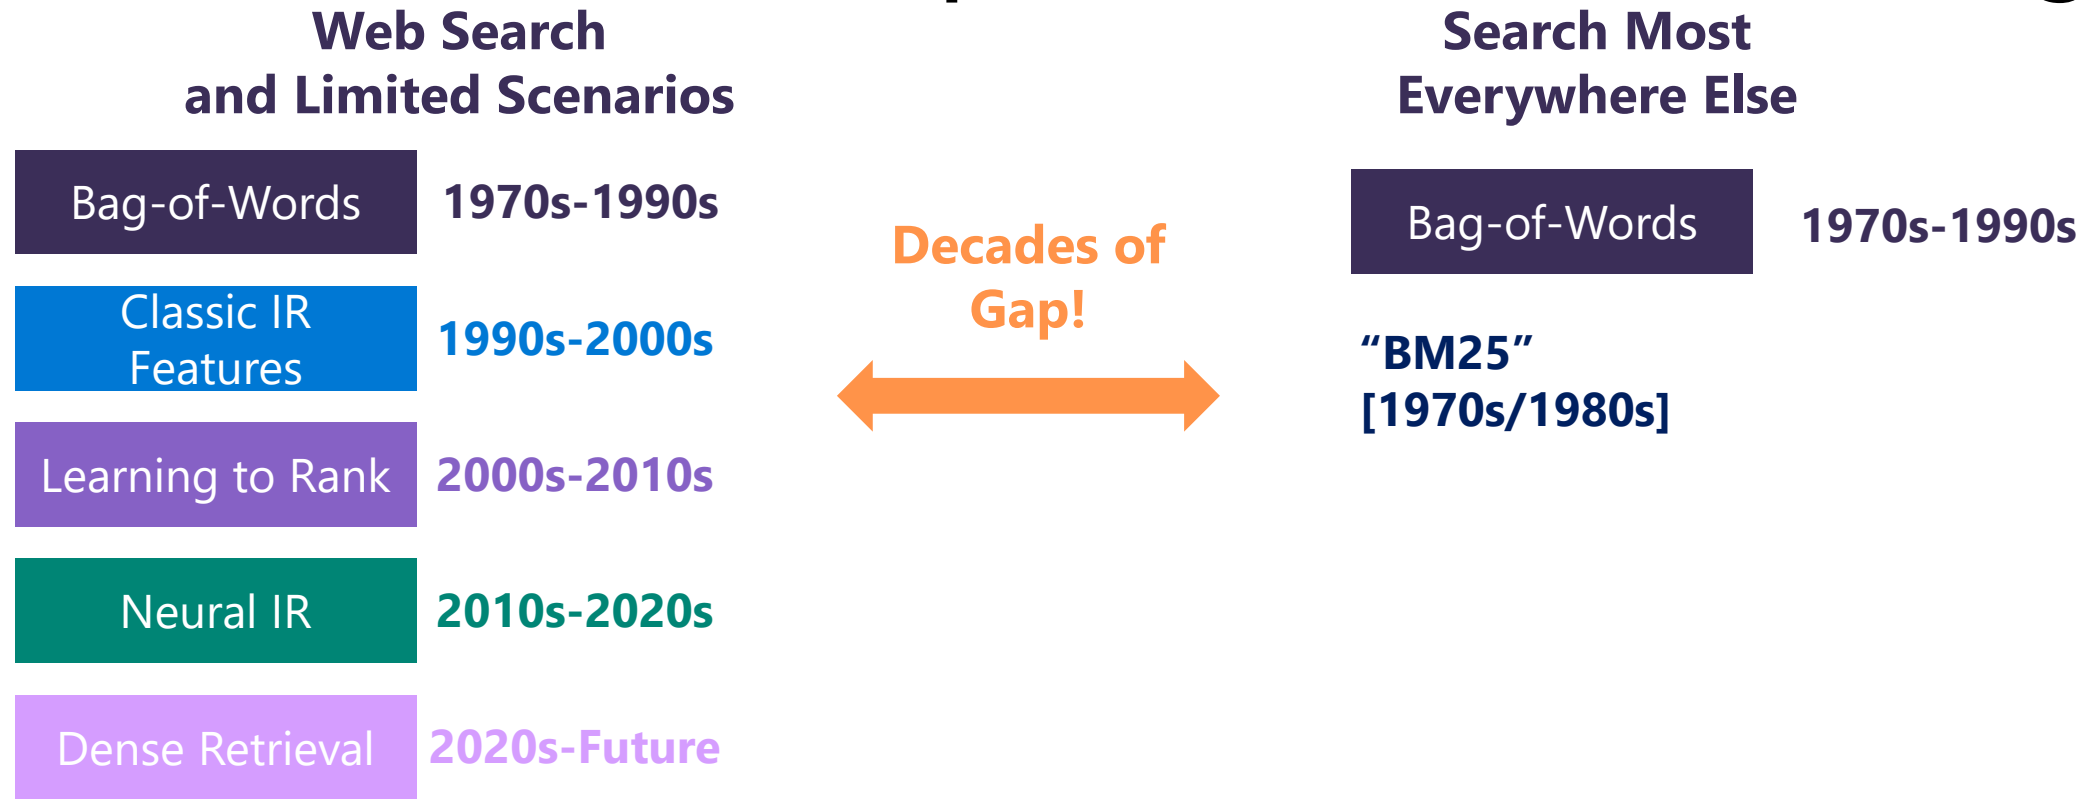 Web Search
and Limited Scenarios
Bag-of-Words
1970s-1990s
Classic IR
Features
1990s-2000s
Learning to Rank
2000s-2010s
Neural IR
2010s-2020s
Dense Retrieval
2020s-Future
Decades of
Gap!
Search Most
Everywhere Else
Bag-of-Words
1970s-1990s
“BM25”
[1970s/1980s]